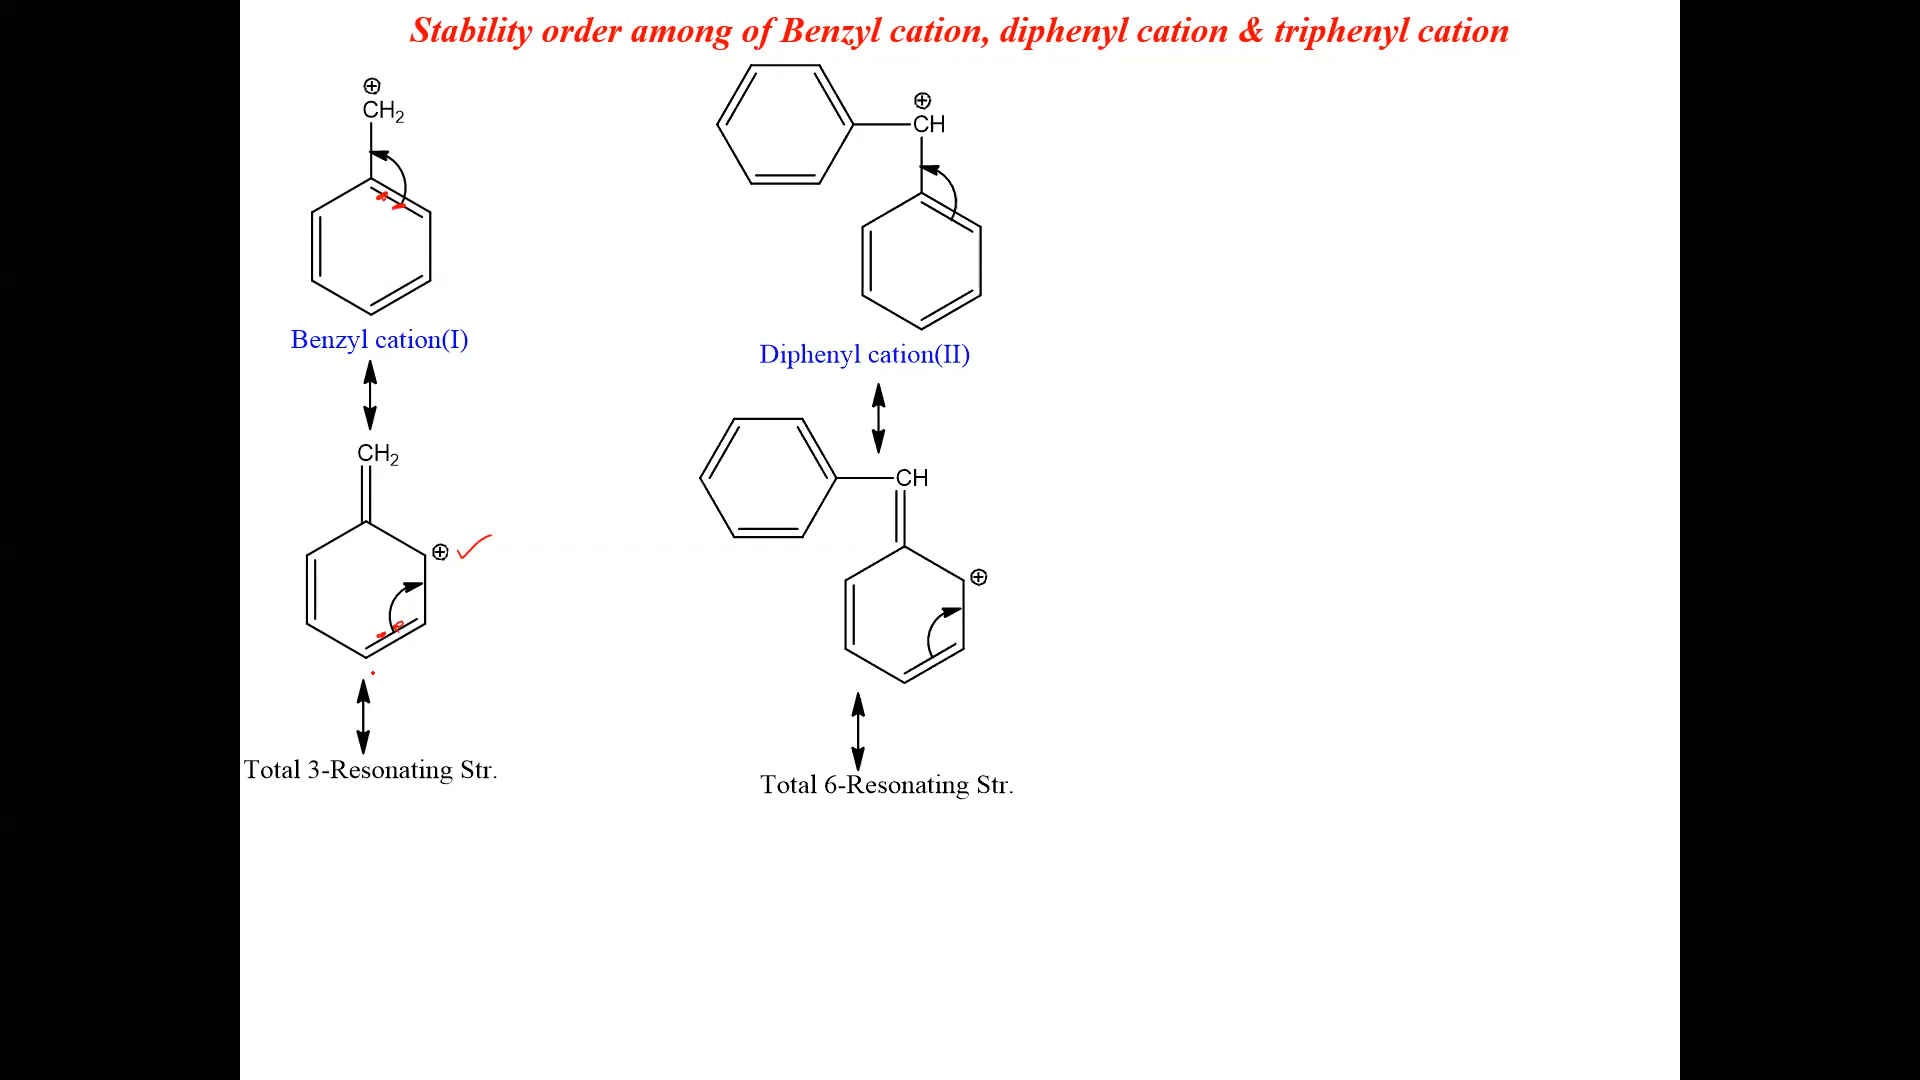 Stability order among of Benzyl cation, diphenyl cation & triphenyl cation
⊕
CH₂
Benzyl cation(I)
CH₂
⊕
Total 3-Resonating Str.
⊕
CH
Diphenyl cation(II)
CH
⊕
Total 6-Resonating Str.